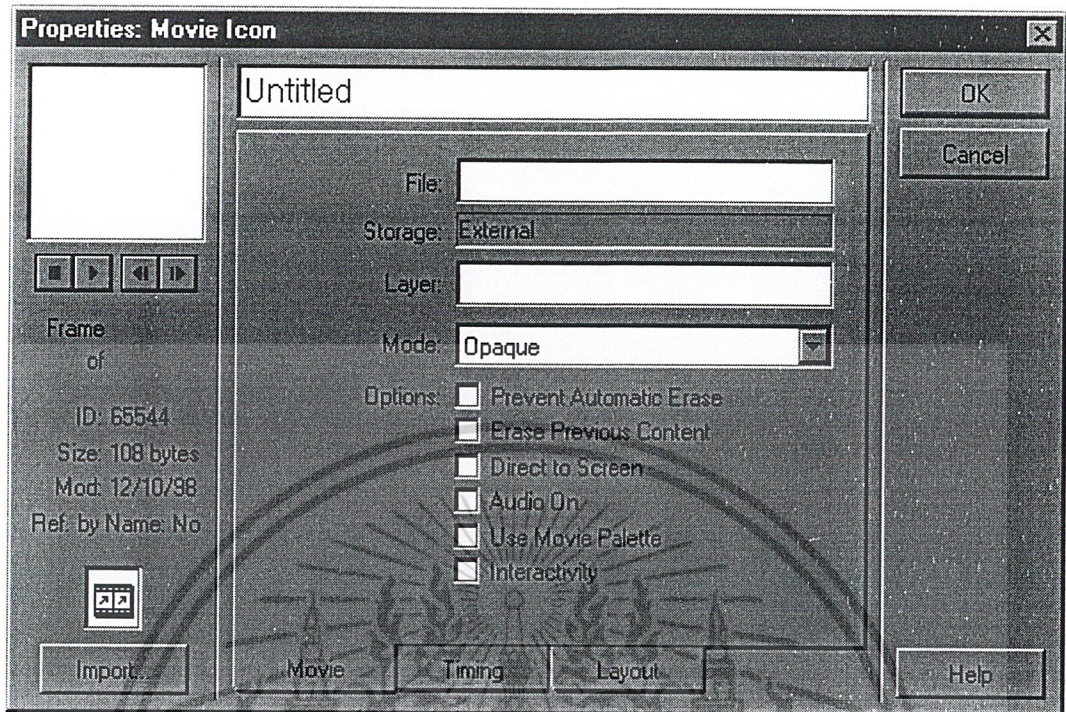 Properties: Movie Icon
Untitled
OK
Cancel
File:
Storage: External
Layer:
Mode: Opaque
Options: Prevent Automatic Erase
Erase Previous Content
Direct to Screen
Audio On
Use Movie Palette
Interactivity
Frame
of
ID: 65544
Size: 108 bytes
Mod: 12/10/98
Ref. by Name: No
Import...
Movie
Timing
Layout
Help